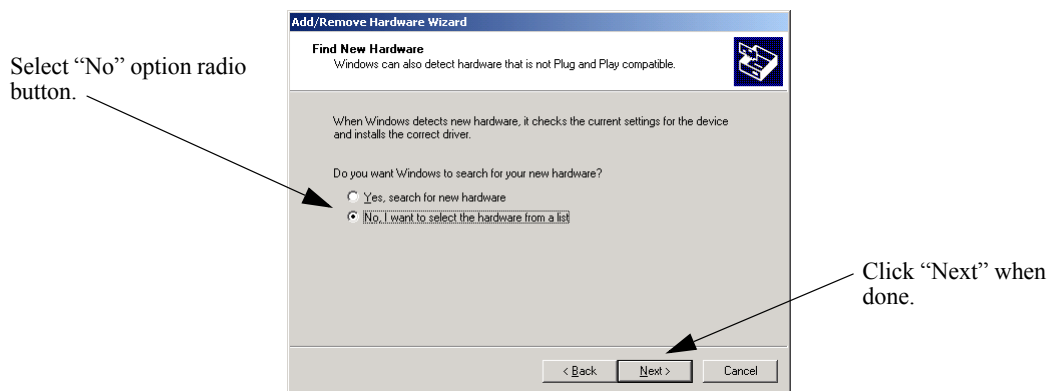 Add/Remove Hardware Wizard
Find New Hardware
Windows can also detect hardware that is not Plug and Play compatible.
Select “No” option radio
button.
When Windows detects new hardware, it checks the current settings for the device
and installs the correct driver.
Do you want Windows to search for your new hardware?
Yes, search for new hardware
No, I want to select the hardware from a list
Click “Next” when
done.
< Back
Next >
Cancel